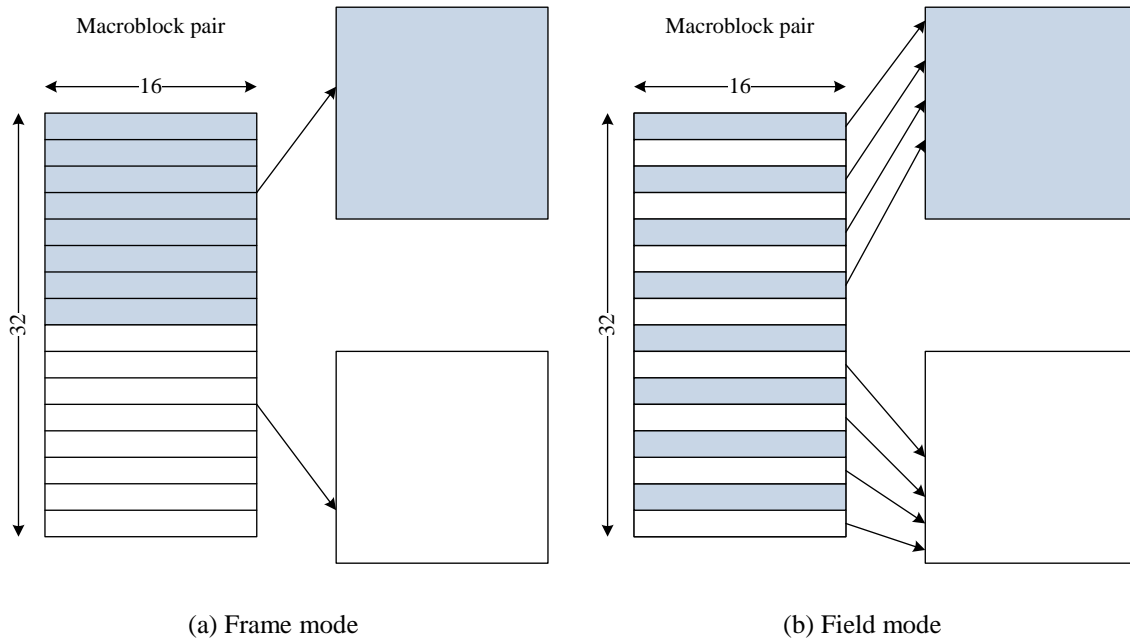 Macroblock pair
16
32
(a) Frame mode
Macroblock pair
16
32
(b) Field mode